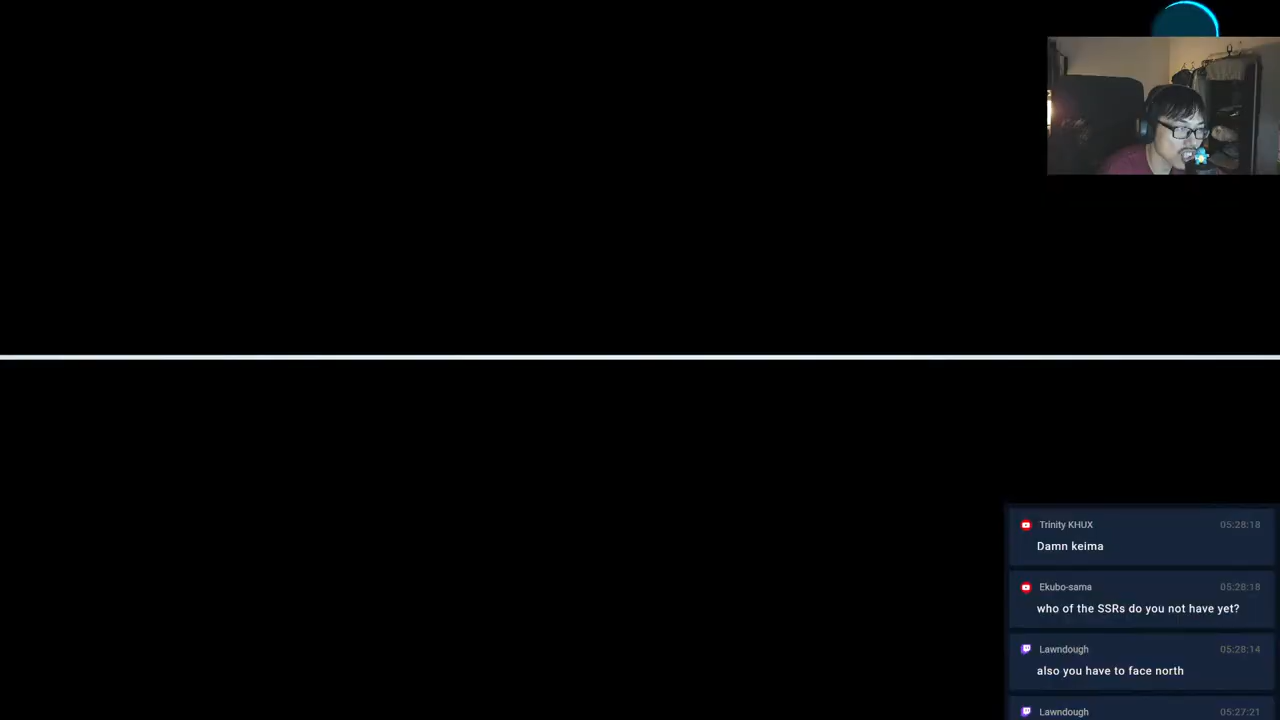 Trinity KHUX 05:28:18
Damn keima
Ekubo-sama 05:28:18
who of the SSRs do you not have yet?
Lawndough 05:28:14
also you have to face north
Lawndough 05:27:21